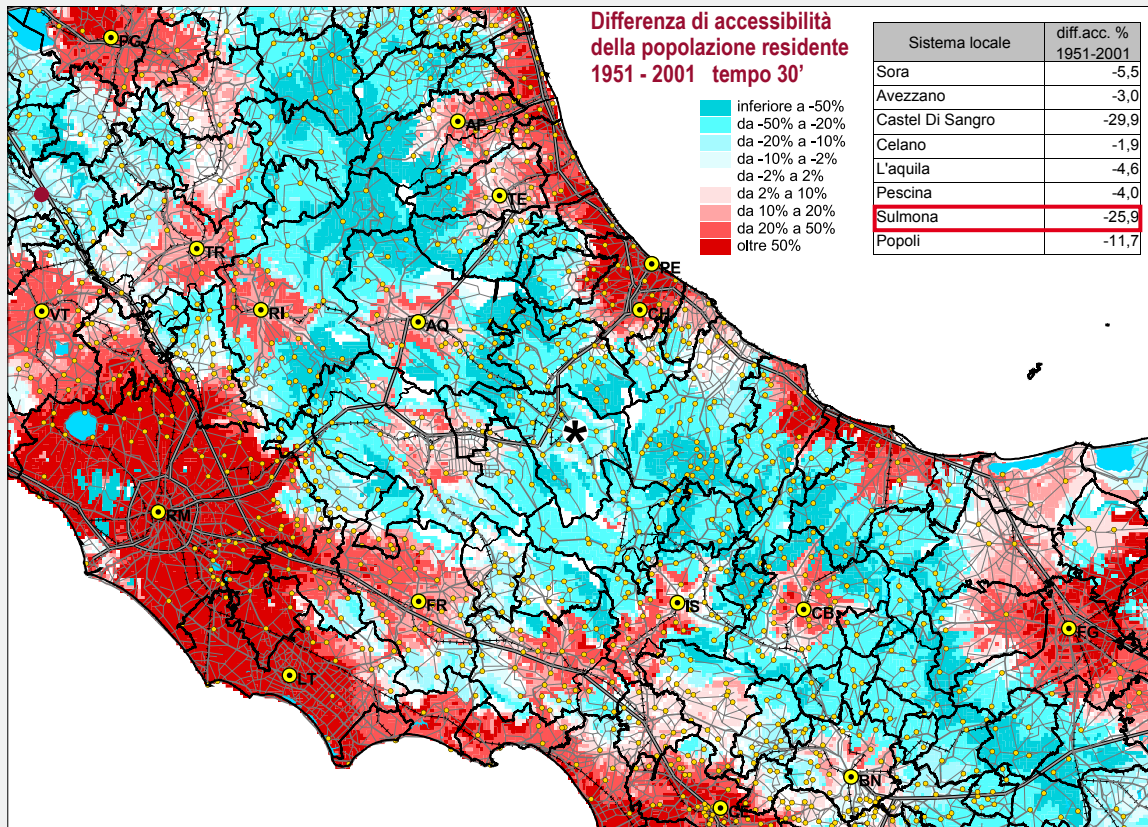 Differenza di accessibilità
della popolazione residente
1951 - 2001 tempo 30'
inferiore a -50%
da -50% a -20%
da -20% a -10%
da -10% a -2%
da -2% a 2%
da 2% a 10%
da 10% a 20%
da 20% a 50%
oltre 50%
Sistema locale diff.acc. % 1951-2001
Sora -5,5
Avezzano -3,0
Castel Di Sangro -29,9
Celano -1,9
L'aquila -4,6
Pescina -4,0
Sulmona -25,9
Popoli -11,7
PG
AP
TE
TR
PE
VT
RI
AQ
CH
*
RM
FR
IS
CB
FG
LT
BN
CE